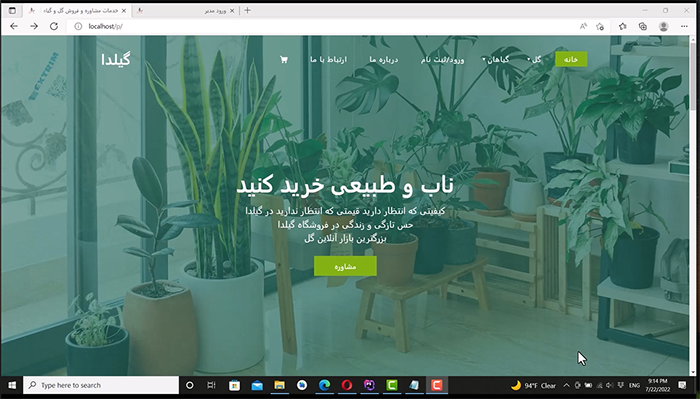 خدمات مشاوره و فروش گل و گیاه
ورود مدیر
localhost/p/
گیلدا
خانه
گل
گیاهان
ورود/ثبت نام
درباره ما
ارتباط با ما
ناب و طبیعی خرید کنید
کیفیتی که انتظار دارید قیمتی که انتظار ندارید در گیلدا
حس تازگی و زندگی در فروشگاه گیلدا
بزرگترین بازار آنلاین گل
مشاوره
Type here to search
94°F Clear
ENG
9:14 PM
7/22/2022